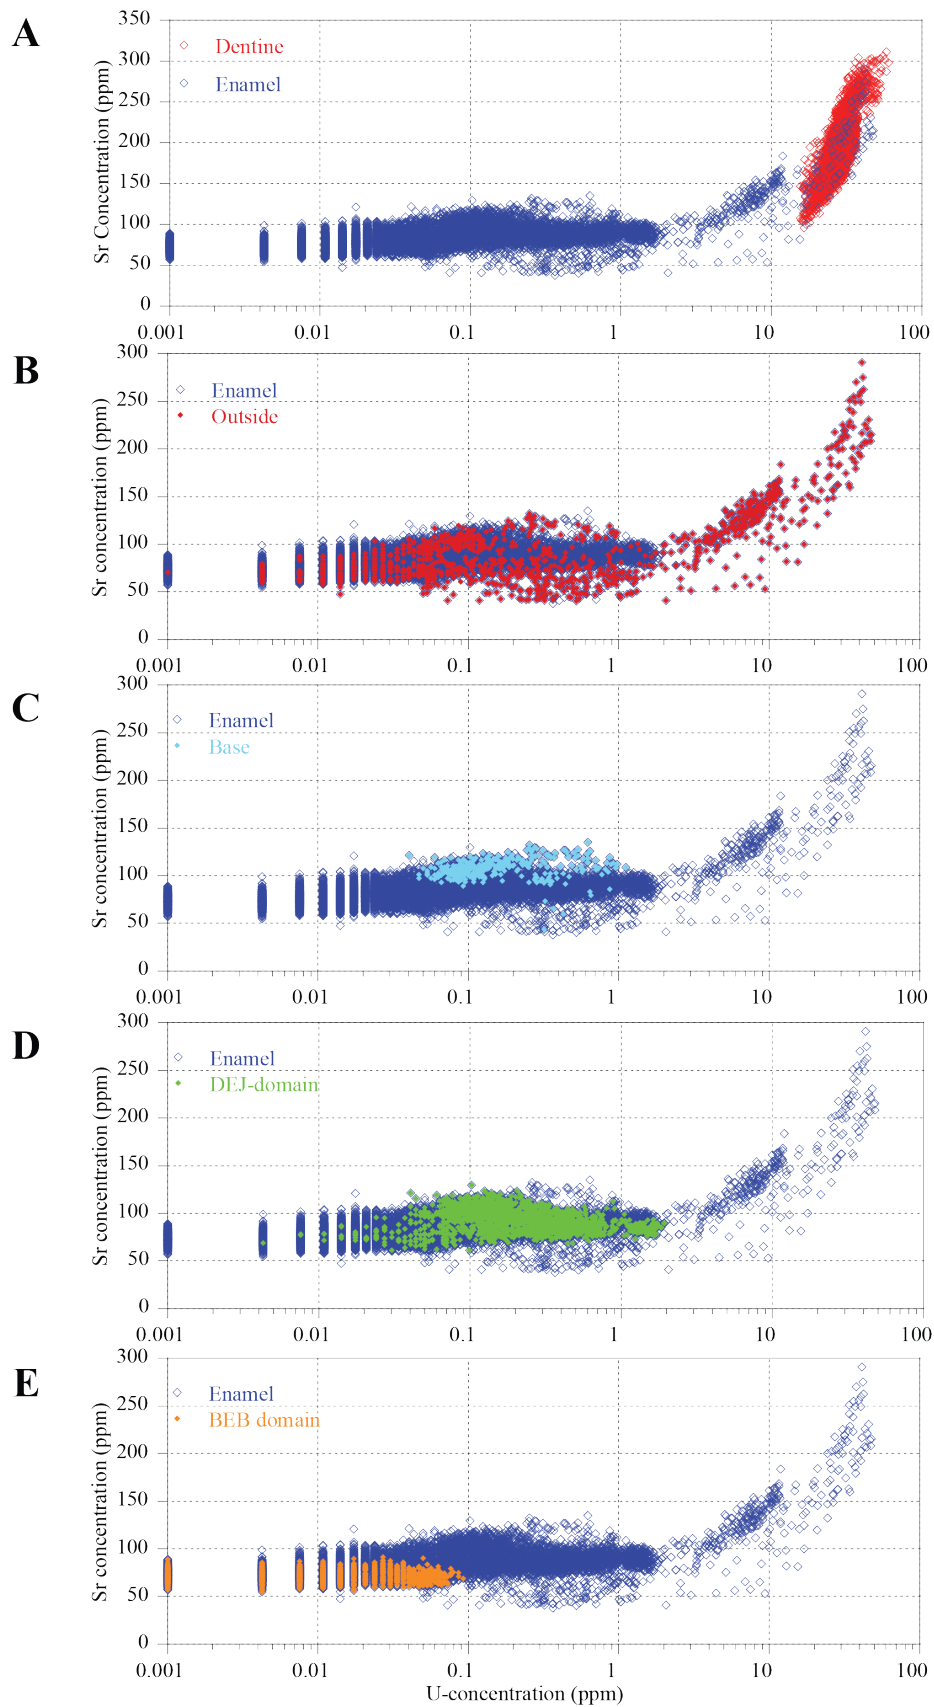 A
350
300
250
200
150
100
50
0
Sr Concentration (ppm)
Dentine
Enamel
0.001 0.01 0.1 1 10 100
B
300
250
200
150
100
50
0
Sr concentration (ppm)
Enamel
Outside
0.001 0.01 0.1 1 10 100
C
300
250
200
150
100
50
0
Sr concentration (ppm)
Enamel
Base
0.001 0.01 0.1 1 10 100
D
300
250
200
150
100
50
0
Sr concentration (ppm)
Enamel
DEJ-domain
0.001 0.01 0.1 1 10 100
E
300
250
200
150
100
50
0
Sr concentration (ppm)
Enamel
BEB domain
0.001 0.01 0.1 1 10 100
U-concentration (ppm)